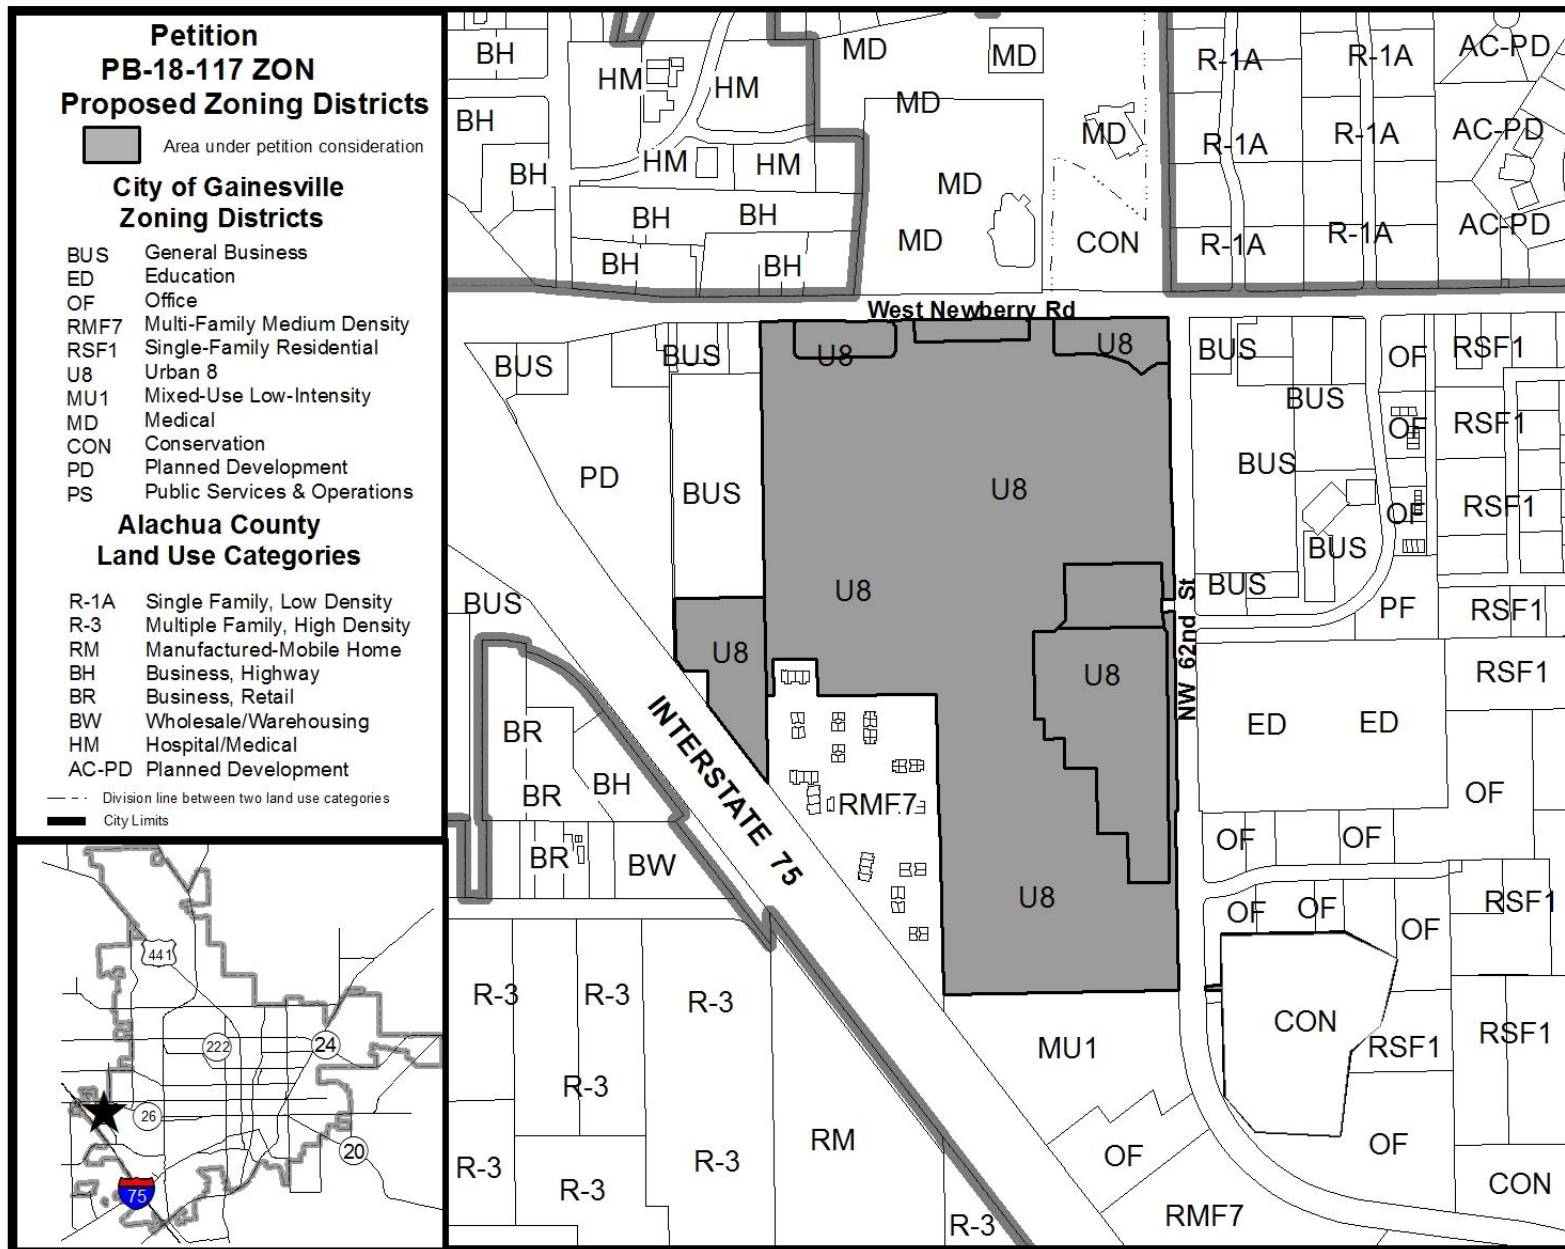 Petition
PB-18-117 ZON
Proposed Zoning Districts
Area under petition consideration
City of Gainesville
Zoning Districts
BUS General Business
ED Education
OF Office
RMF7 Multi-Family Medium Density
RSF1 Single-Family Residential
U8 Urban 8
MU1 Mixed-Use Low-Intensity
MD Medical
CON Conservation
PD Planned Development
PS Public Services & Operations
Alachua County
Land Use Categories
R-1A Single Family, Low Density
R-3 Multiple Family, High Density
RM Manufactured-Mobile Home
BH Business, Highway
BR Business, Retail
BW Wholesale/Warehousing
HM Hospital/Medical
AC-PD Planned Development
Division line between two land use categories
City Limits
441
222
24
26
20
75
BH HM HM MD MD R-1A R-1A AC-PD
MD
BH MD R-1A R-1A AC-PD
HM HM
BH MD
BH BH MD CON R-1A R-1A AC-PD
BH BH
West Newberry Rd
BUS BUS U8 U8 BUS OF RSF1
BUS
OF RSF1
PD BUS U8 BUS
OF RSF1
BUS
BUS U8 NW 62nd St BUS PF RSF1
U8 U8 RSF1
INTERSTATE 75
BR ED ED
BH
BR RMF7 OF
BR BW OF OF
U8 OF OF RSF1
OF
R-3 R-3 R-3
CON
MU1 RSF1 RSF1
R-3
RM OF
R-3 R-3 OF
R-3 CON
R-3 RMF7